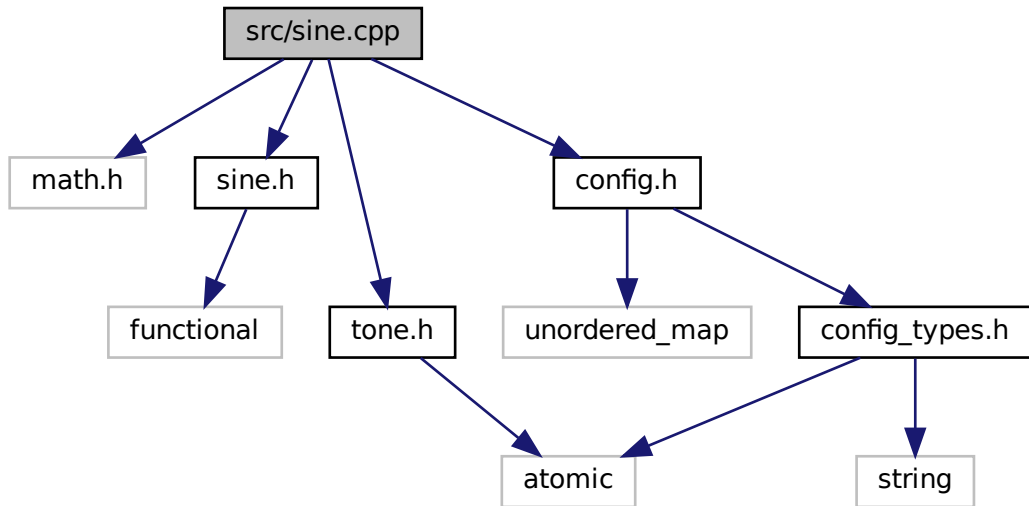 src/sine.cpp
math.h
sine.h
config.h
functional
tone.h
unordered_map
config_types.h
atomic
string